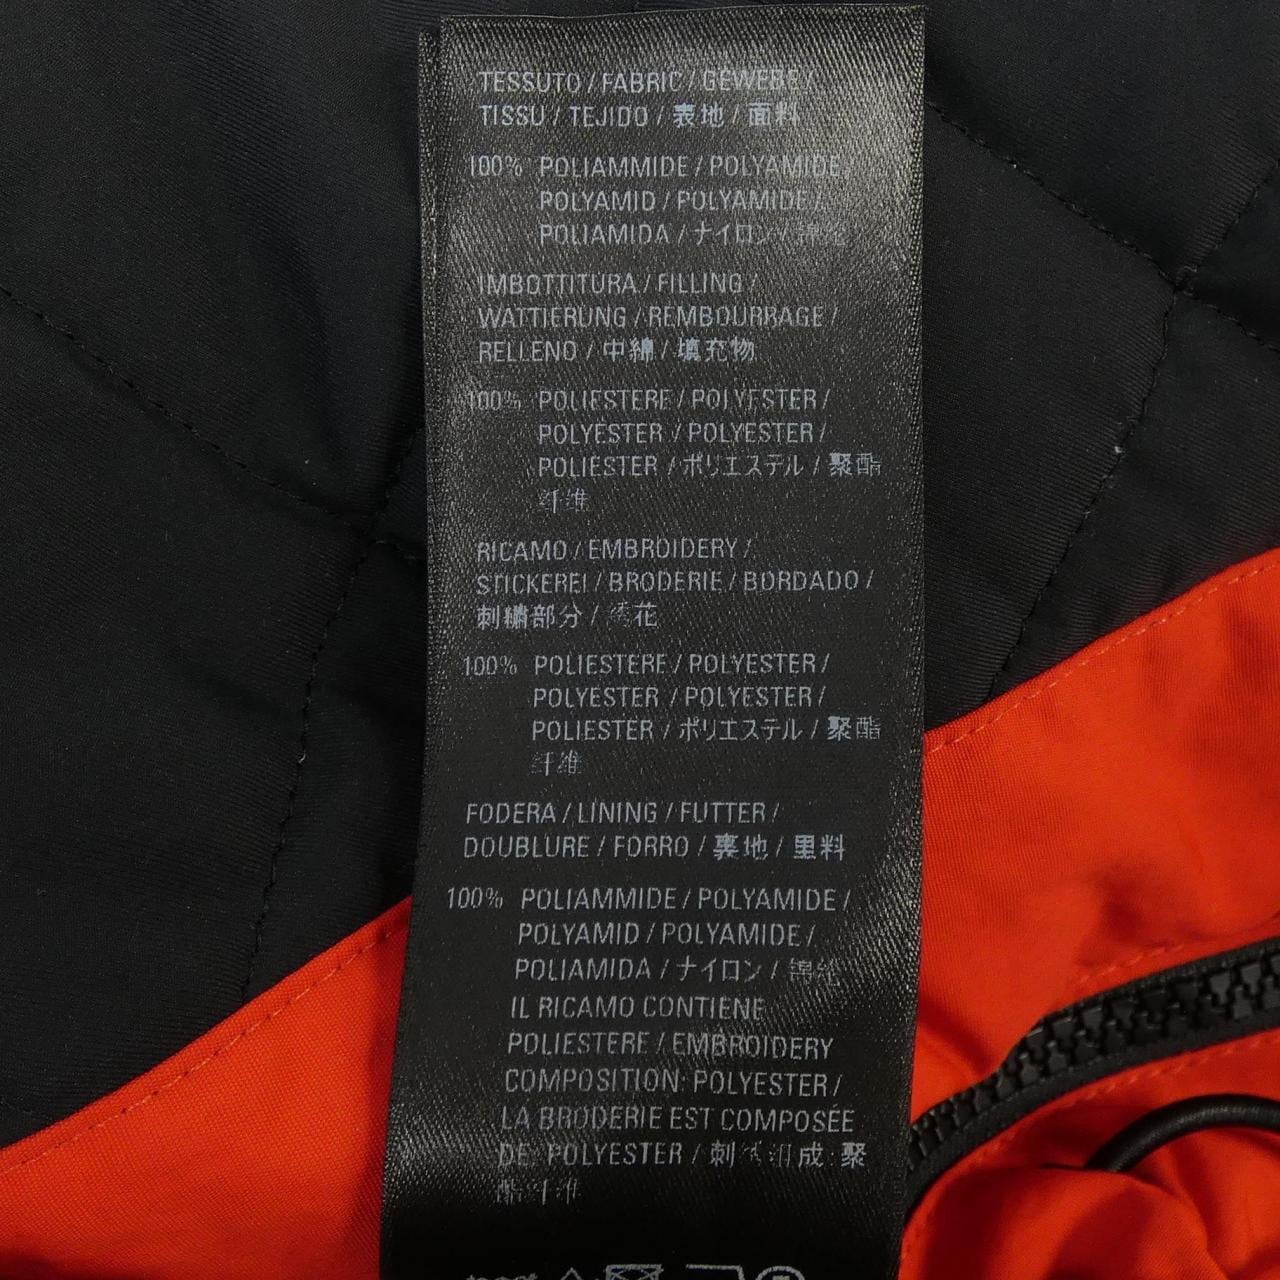 TESSUTO / FABRIC / GEWEBE /
TISSU / TEJIDO / 表地 / 面料
100% POLIAMMIDE / POLYAMIDE
POLYAMID / POLYAMIDE /
POLIAMIDA / ナイロン / 锦纶
IMBOTTITURA / FILLING /
WATTIERUNG / REMBOURRAGE /
RELLENO / 中綿 / 填充物
100% POLIESTERE / POLYESTER /
POLYESTER / POLYESTER /
POLIESTER / ポリエステル / 聚酯
纤维
RICAMO / EMBROIDERY /
STICKEREI / BRODERIE / BORDADO /
刺繍部分 / 绣花
100% POLIESTERE / POLYESTER /
POLYESTER / POLYESTER /
POLIESTER / ポリエステル / 聚酯
纤维
FODERA / LINING / FUTTER /
DOUBLURE / FORRO / 裏地 / 里料
100% POLIAMMIDE / POLYAMIDE /
POLYAMID / POLYAMIDE /
POLIAMIDA / ナイロン / 锦纶
IL RICAMO CONTIENE
POLIESTERE / EMBROIDERY
COMPOSITION: POLYESTER /
LA BRODERIE EST COMPOSÉE
DE: POLYESTER / 刺绣组成: 聚
酯纤维